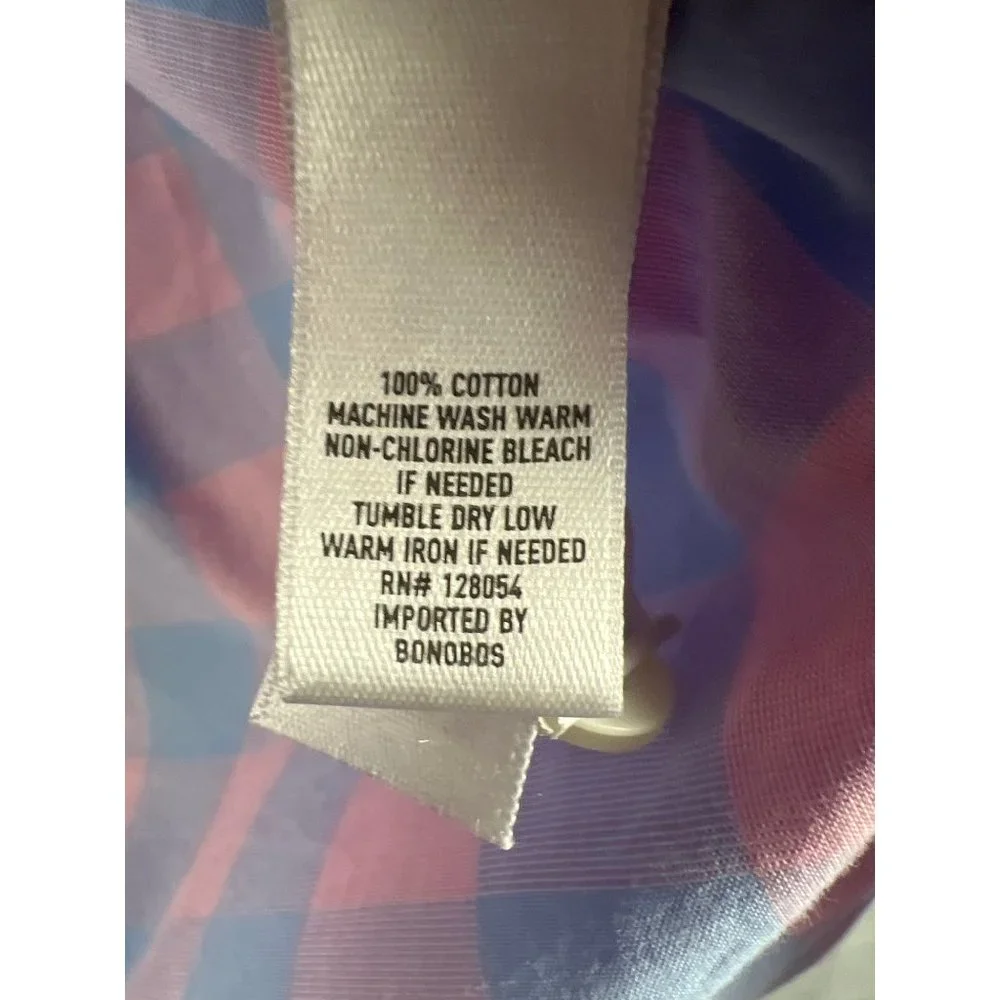 100% COTTON
MACHINE WASH WARM
NON-CHLORINE BLEACH
IF NEEDED
TUMBLE DRY LOW
WARM IRON IF NEEDED
RN# 128054
IMPORTED BY
BONOBOS